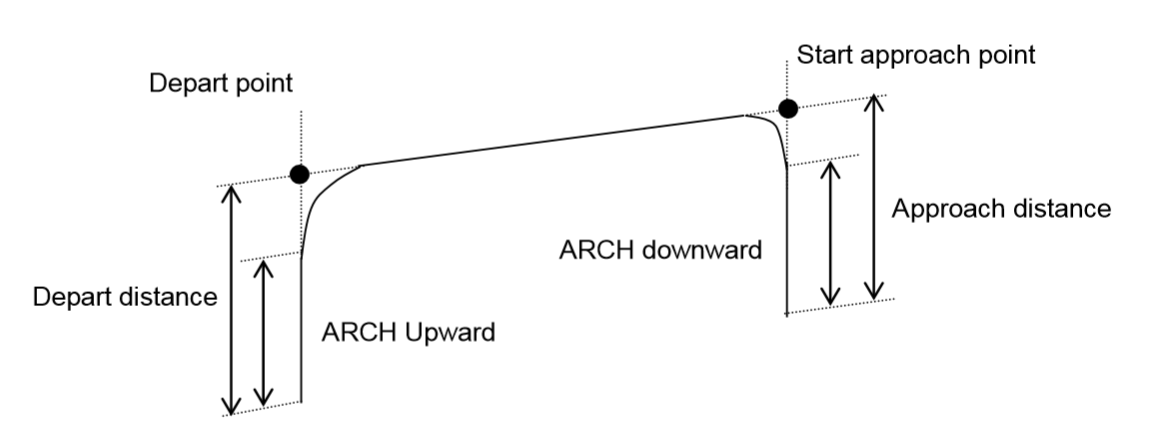 Start approach point
Depart point
Approach distance
ARCH downward
Depart distance
ARCH Upward